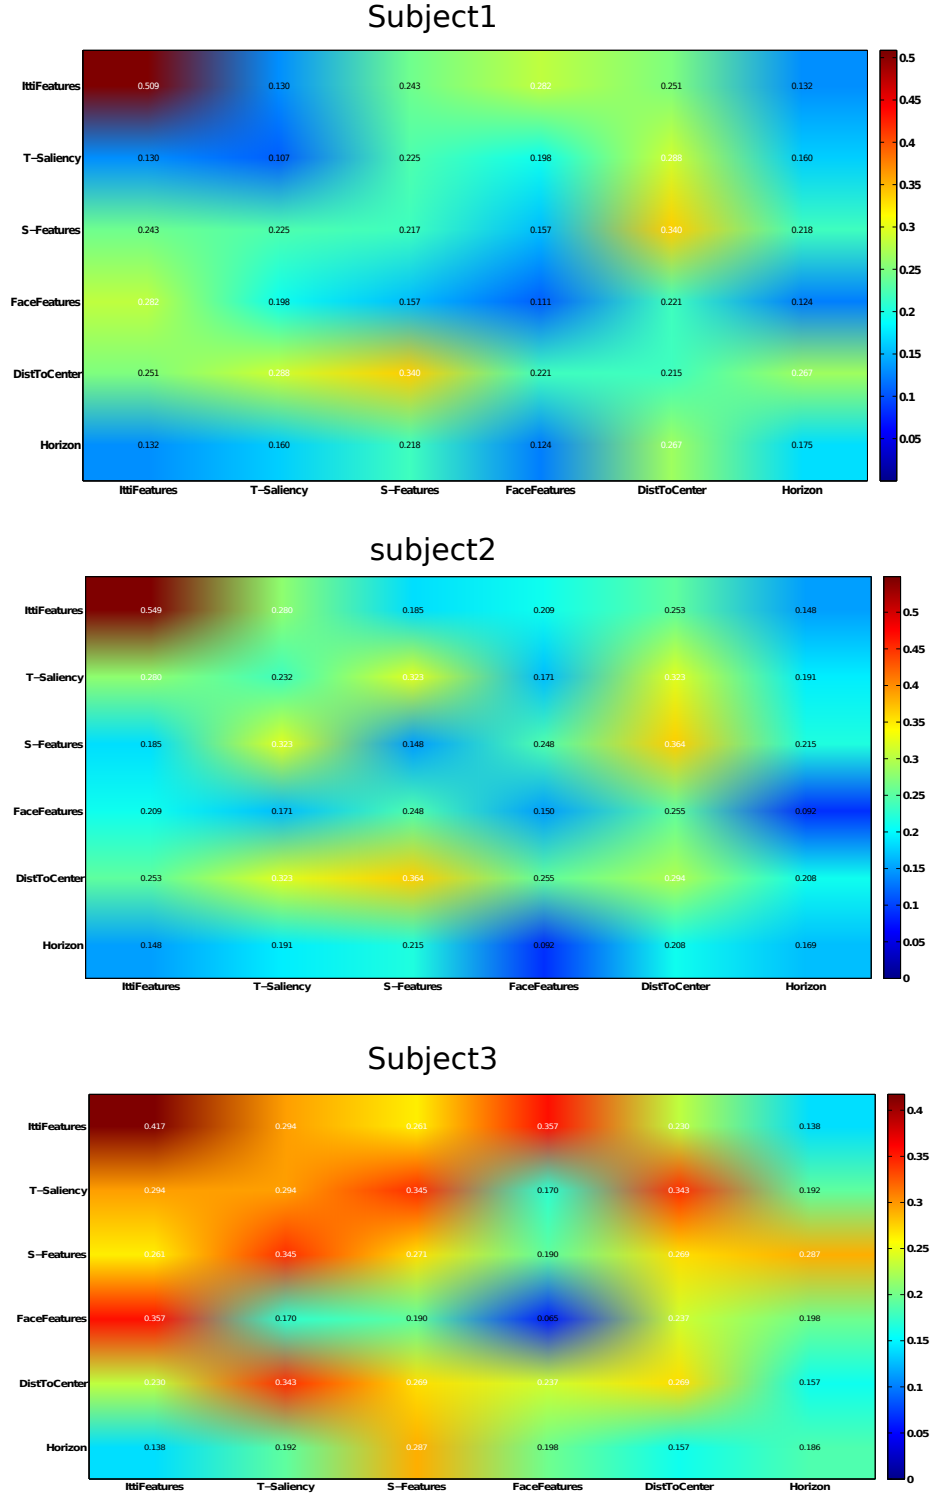 Subject1
IttiFeatures 0.509 0.130 0.243 0.282 0.251 0.132
T−Saliency 0.130 0.107 0.225 0.198 0.288 0.160
S−Features 0.243 0.225 0.217 0.157 0.340 0.218
FaceFeatures 0.282 0.198 0.157 0.111 0.221 0.124
DistToCenter 0.251 0.288 0.340 0.221 0.215 0.267
Horizon 0.132 0.160 0.218 0.124 0.267 0.175
IttiFeatures T−Saliency S−Features FaceFeatures DistToCenter Horizon
0.5
0.45
0.4
0.35
0.3
0.25
0.2
0.15
0.1
0.05
subject2
IttiFeatures 0.549 0.280 0.185 0.209 0.253 0.148
T−Saliency 0.280 0.232 0.323 0.171 0.323 0.191
S−Features 0.185 0.323 0.148 0.248 0.364 0.215
FaceFeatures 0.209 0.171 0.248 0.150 0.255 0.092
DistToCenter 0.253 0.323 0.364 0.255 0.294 0.208
Horizon 0.148 0.191 0.215 0.092 0.208 0.169
IttiFeatures T−Saliency S−Features FaceFeatures DistToCenter Horizon
0.5
0.45
0.4
0.35
0.3
0.25
0.2
0.15
0.1
0.05
0
Subject3
IttiFeatures 0.417 0.294 0.261 0.357 0.230 0.138
T−Saliency 0.294 0.294 0.345 0.170 0.343 0.192
S−Features 0.261 0.345 0.271 0.190 0.269 0.287
FaceFeatures 0.357 0.170 0.190 0.065 0.237 0.198
DistToCenter 0.230 0.343 0.269 0.237 0.269 0.157
Horizon 0.138 0.192 0.287 0.198 0.157 0.186
IttiFeatures T−Saliency S−Features FaceFeatures DistToCenter Horizon
0.4
0.35
0.3
0.25
0.2
0.15
0.1
0.05
0